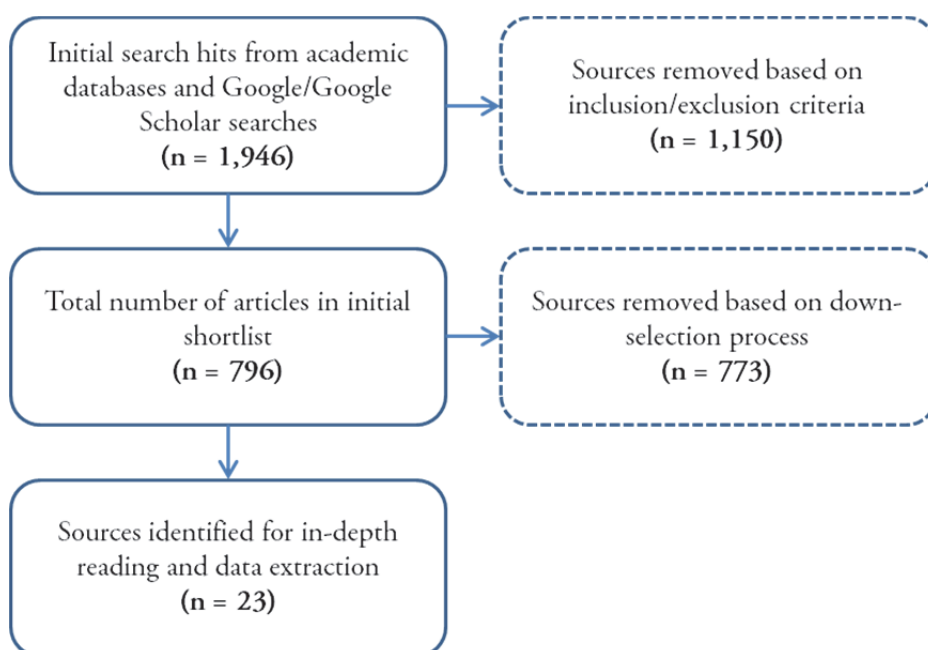 Initial search hits from academic
databases and Google/Google
Scholar searches
(n = 1,946)
Sources removed based on
inclusion/exclusion criteria
(n = 1,150)
Total number of articles in initial
shortlist
(n = 796)
Sources removed based on down-
selection process
(n = 773)
Sources identified for in-depth
reading and data extraction
(n = 23)